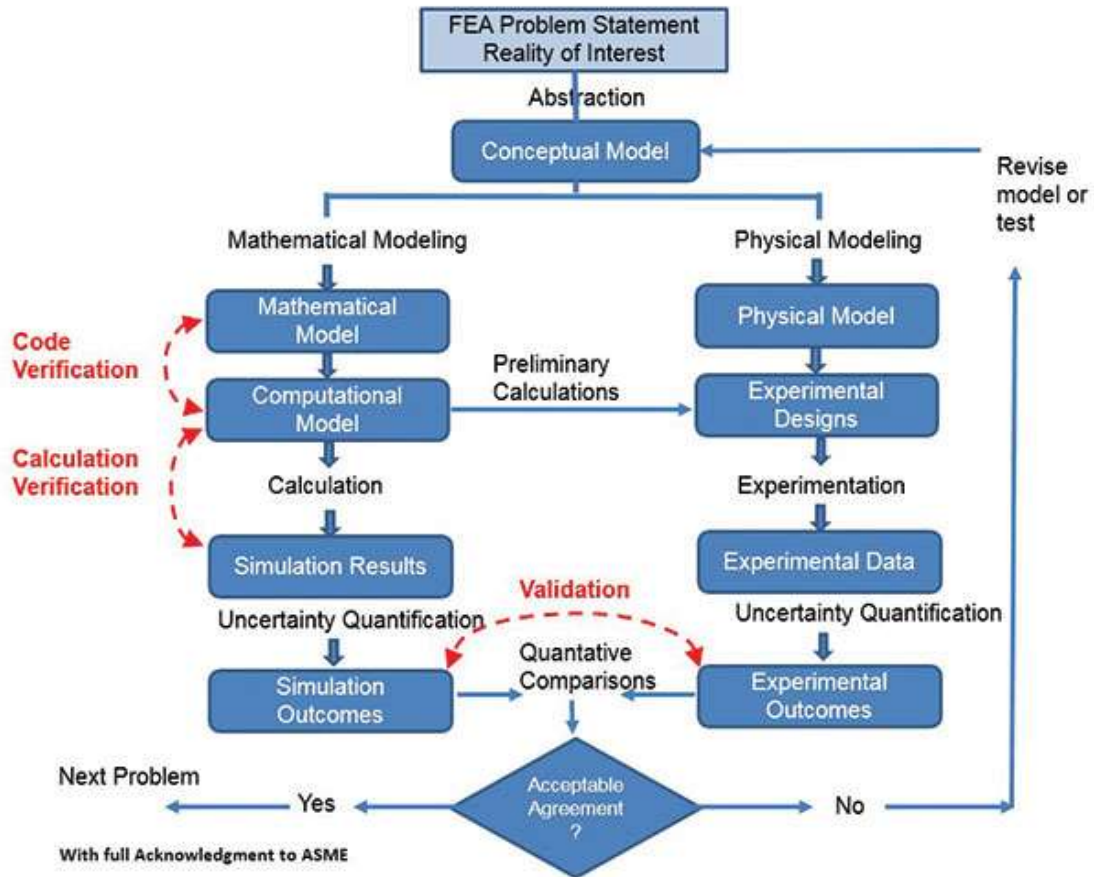 FEA Problem Statement
Reality of Interest
Abstraction
Conceptual Model
Revise
model or
test
Mathematical Modeling
Physical Modeling
Mathematical
Model
Physical Model
Code
Verification
Preliminary
Calculations
Computational
Model
Experimental
Designs
Calculation
Verification
Calculation
Experimentation
Simulation Results
Experimental Data
Validation
Uncertainty Quantification
Uncertainty Quantification
Quantative
Comparisons
Simulation
Outcomes
Experimental
Outcomes
Acceptable
Agreement
?
Next Problem
Yes
No
With full Acknowledgment to ASME